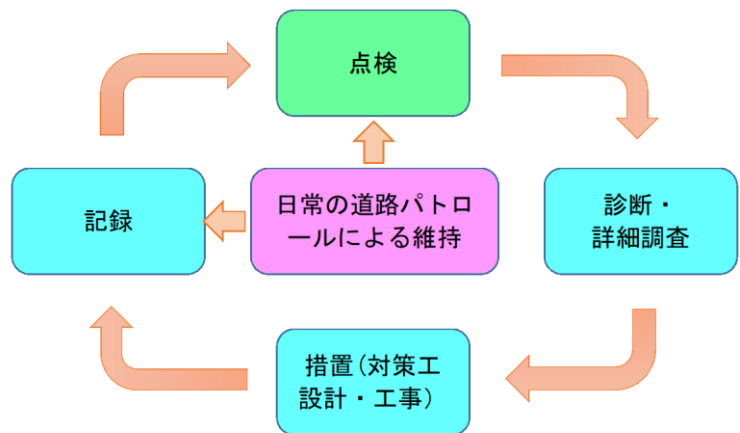 点検
記録
日常の道路パトロ
ールによる維持
診断・
詳細調査
措置(対策工
設計・工事)